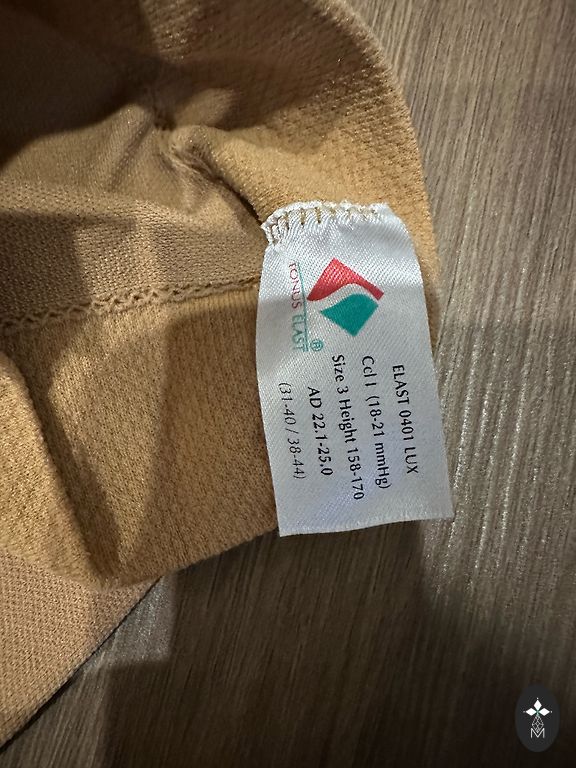 TONUS ELAST ®
ELAST 0401 LUX
Ccl I (18-21 mmHg)
Size 3 Height 158-170
AD 22.1-25.0
(31-40 / 38-44)